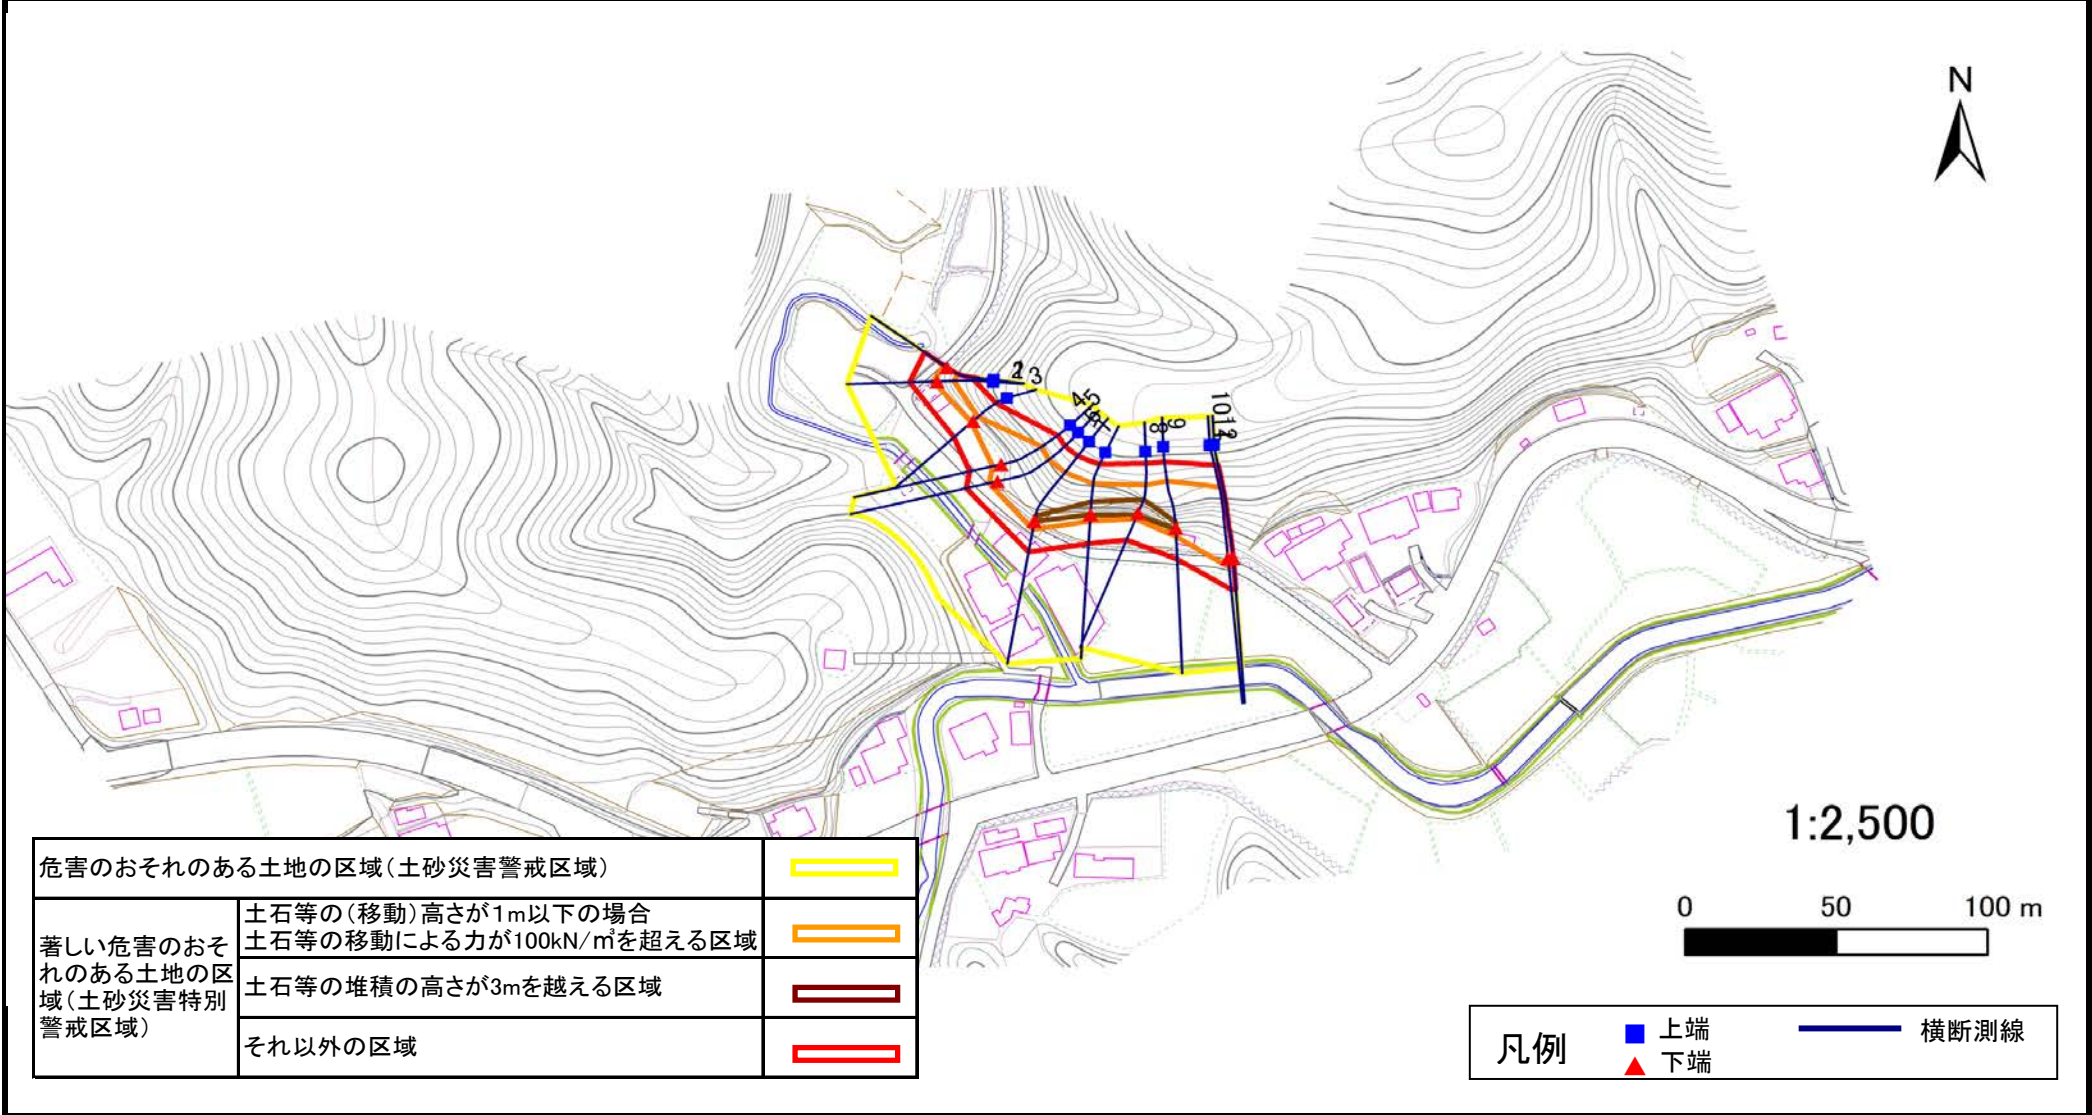 N
2
3
4
5
8
9
1:2,500
0 50 100 m
危害のおそれのある土地の区域(土砂災害警戒区域)
著しい危害のおそ
れのある土地の区
域(土砂災害特別
警戒区域)
土石等の(移動)高さが1m以下の場合
土石等の移動による力が100kN/㎡を超える区域
土石等の堆積の高さが3mを越える区域
それ以外の区域
凡例
上端
下端
横断測線